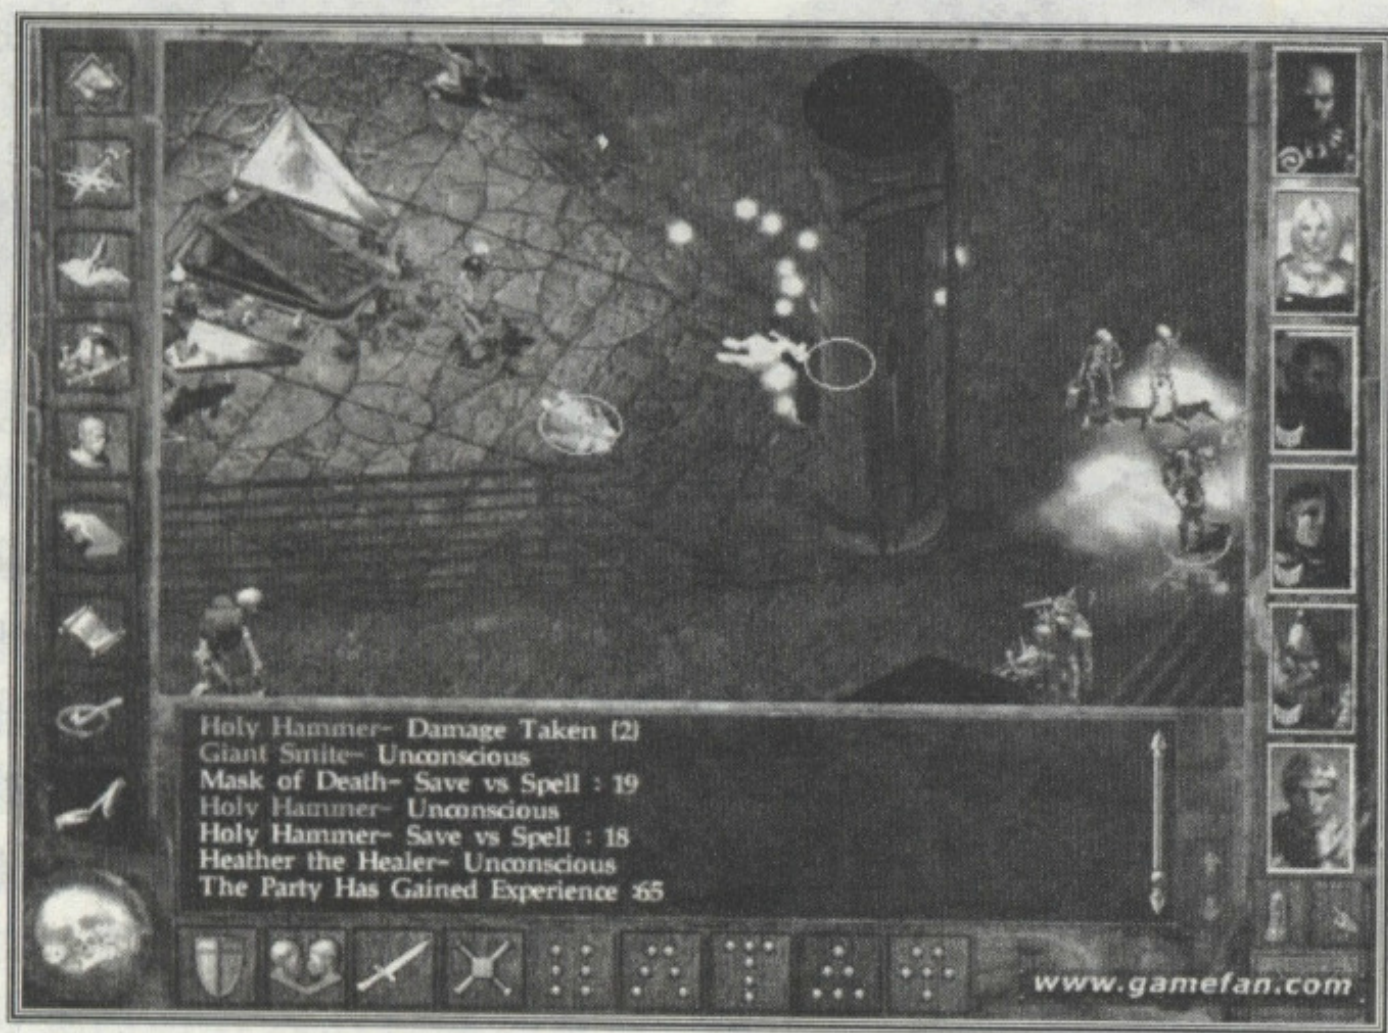 Holy Hammer- Damage Taken (2)
Giant Smite- Unconscious
Mask of Death- Save vs Spell : 19
Holy Hammer- Unconscious
Holy Hammer- Save vs Spell : 18
Heather the Healer- Unconscious
The Party Has Gained Experience :65
www.gamefan.com